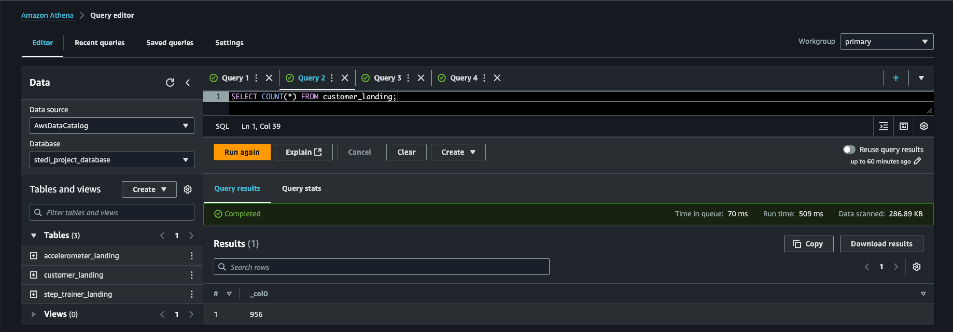 Amazon Athena > Query editor
Editor Recent queries Saved queries Settings
Workgroup primary
Data
Data source
AwsDataCatalog
Database
stedi_project_database
Tables and views Create
Filter tables and views
Tables (3) 1
accelerometer_landing
customer_landing
step_trainer_landing
Views (0) 1
Query 1 Query 2 Query 3 Query 4
1 SELECT COUNT(*) FROM customer_landing;
SQL Ln 1, Col 39
Run again Explain Cancel Clear Create
Reuse query results
up to 60 minutes ago
Query results Query stats
Completed Time in queue: 70 ms Run time: 509 ms Data scanned: 286.89 KB
Results (1) Copy Download results
Search rows 1
# _col0
1 956